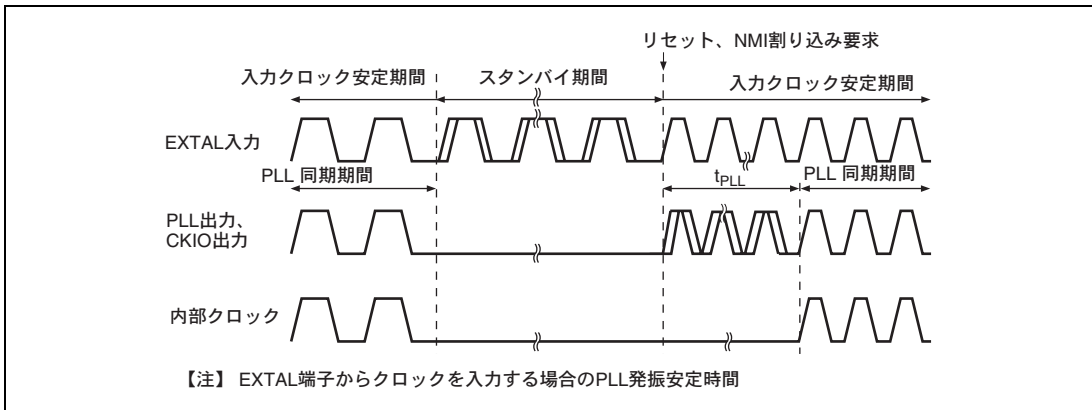 リセット、NMI割り込み要求
入力クロック安定期間
スタンバイ期間
入力クロック安定期間
EXTAL入力
PLL 同期期間
tPLL
PLL 同期期間
PLL出力、
CKIO出力
内部クロック
【注】 EXTAL端子からクロックを入力する場合のPLL発振安定時間